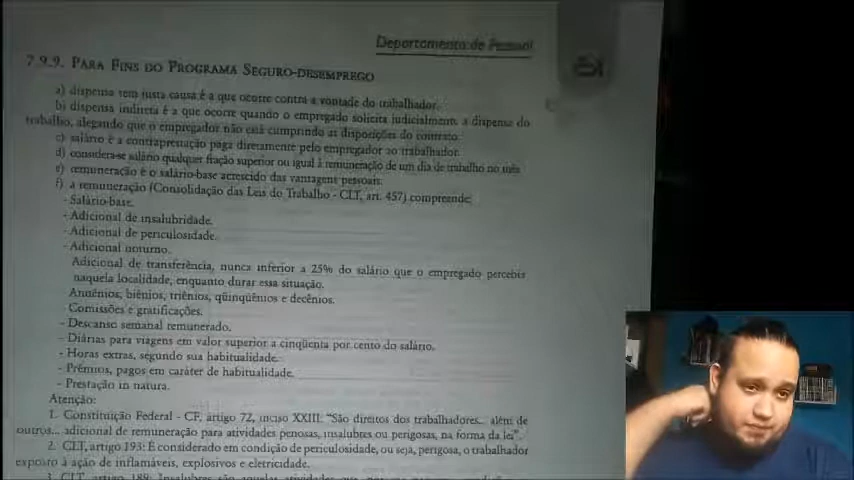 Departamento de Pessoal
7.9.9. PARA FINS DO PROGRAMA SEGURO-DESEMPREGO
a) dispensa sem justa causa é a que ocorre contra a vontade do trabalhador.
b) dispensa indireta é a que ocorre quando o empregado solicita judicialmente a dispensa do
trabalho, alegando que o empregador não está cumprindo as disposições do contrato.
c) salário é a contraprestação paga diretamente pelo empregador ao trabalhador.
d) considera-se salário qualquer fração superior ou igual à remuneração de um dia de trabalho no mês
e) remuneração é o salário-base acrescido das vantagens pessoais.
f) a remuneração (Consolidação das Leis do Trabalho - CLT, art. 457) compreende:
- Salário-base.
- Adicional de insalubridade.
- Adicional de periculosidade.
- Adicional noturno.
Adicional de transferência, nunca inferior a 25% do salário que o empregado percebia
naquela localidade, enquanto durar essa situação.
Anuênios, biênios, triênios, qüinqüênios e decênios.
- Comissões e gratificações.
- Descanso semanal remunerado.
- Diárias para viagens em valor superior a cinqüenta por cento do salário.
- Horas extras, segundo sua habitualidade.
- Prêmios, pagos em caráter de habitualidade.
- Prestação in natura.
Atenção:
1. Constituição Federal - CF, artigo 72, inciso XXIII: "São direitos dos trabalhadores... além de
outros... adicional de remuneração para atividades penosas, insalubres ou perigosas, na forma da lei".
2. CLT, artigo 193: É considerado em condição de periculosidade, ou seja, perigosa, o trabalhador
exposto à ação de inflamáveis, explosivos e eletricidade.
3. CLT, artigo 189: Insalubres são aquelas atividades que,